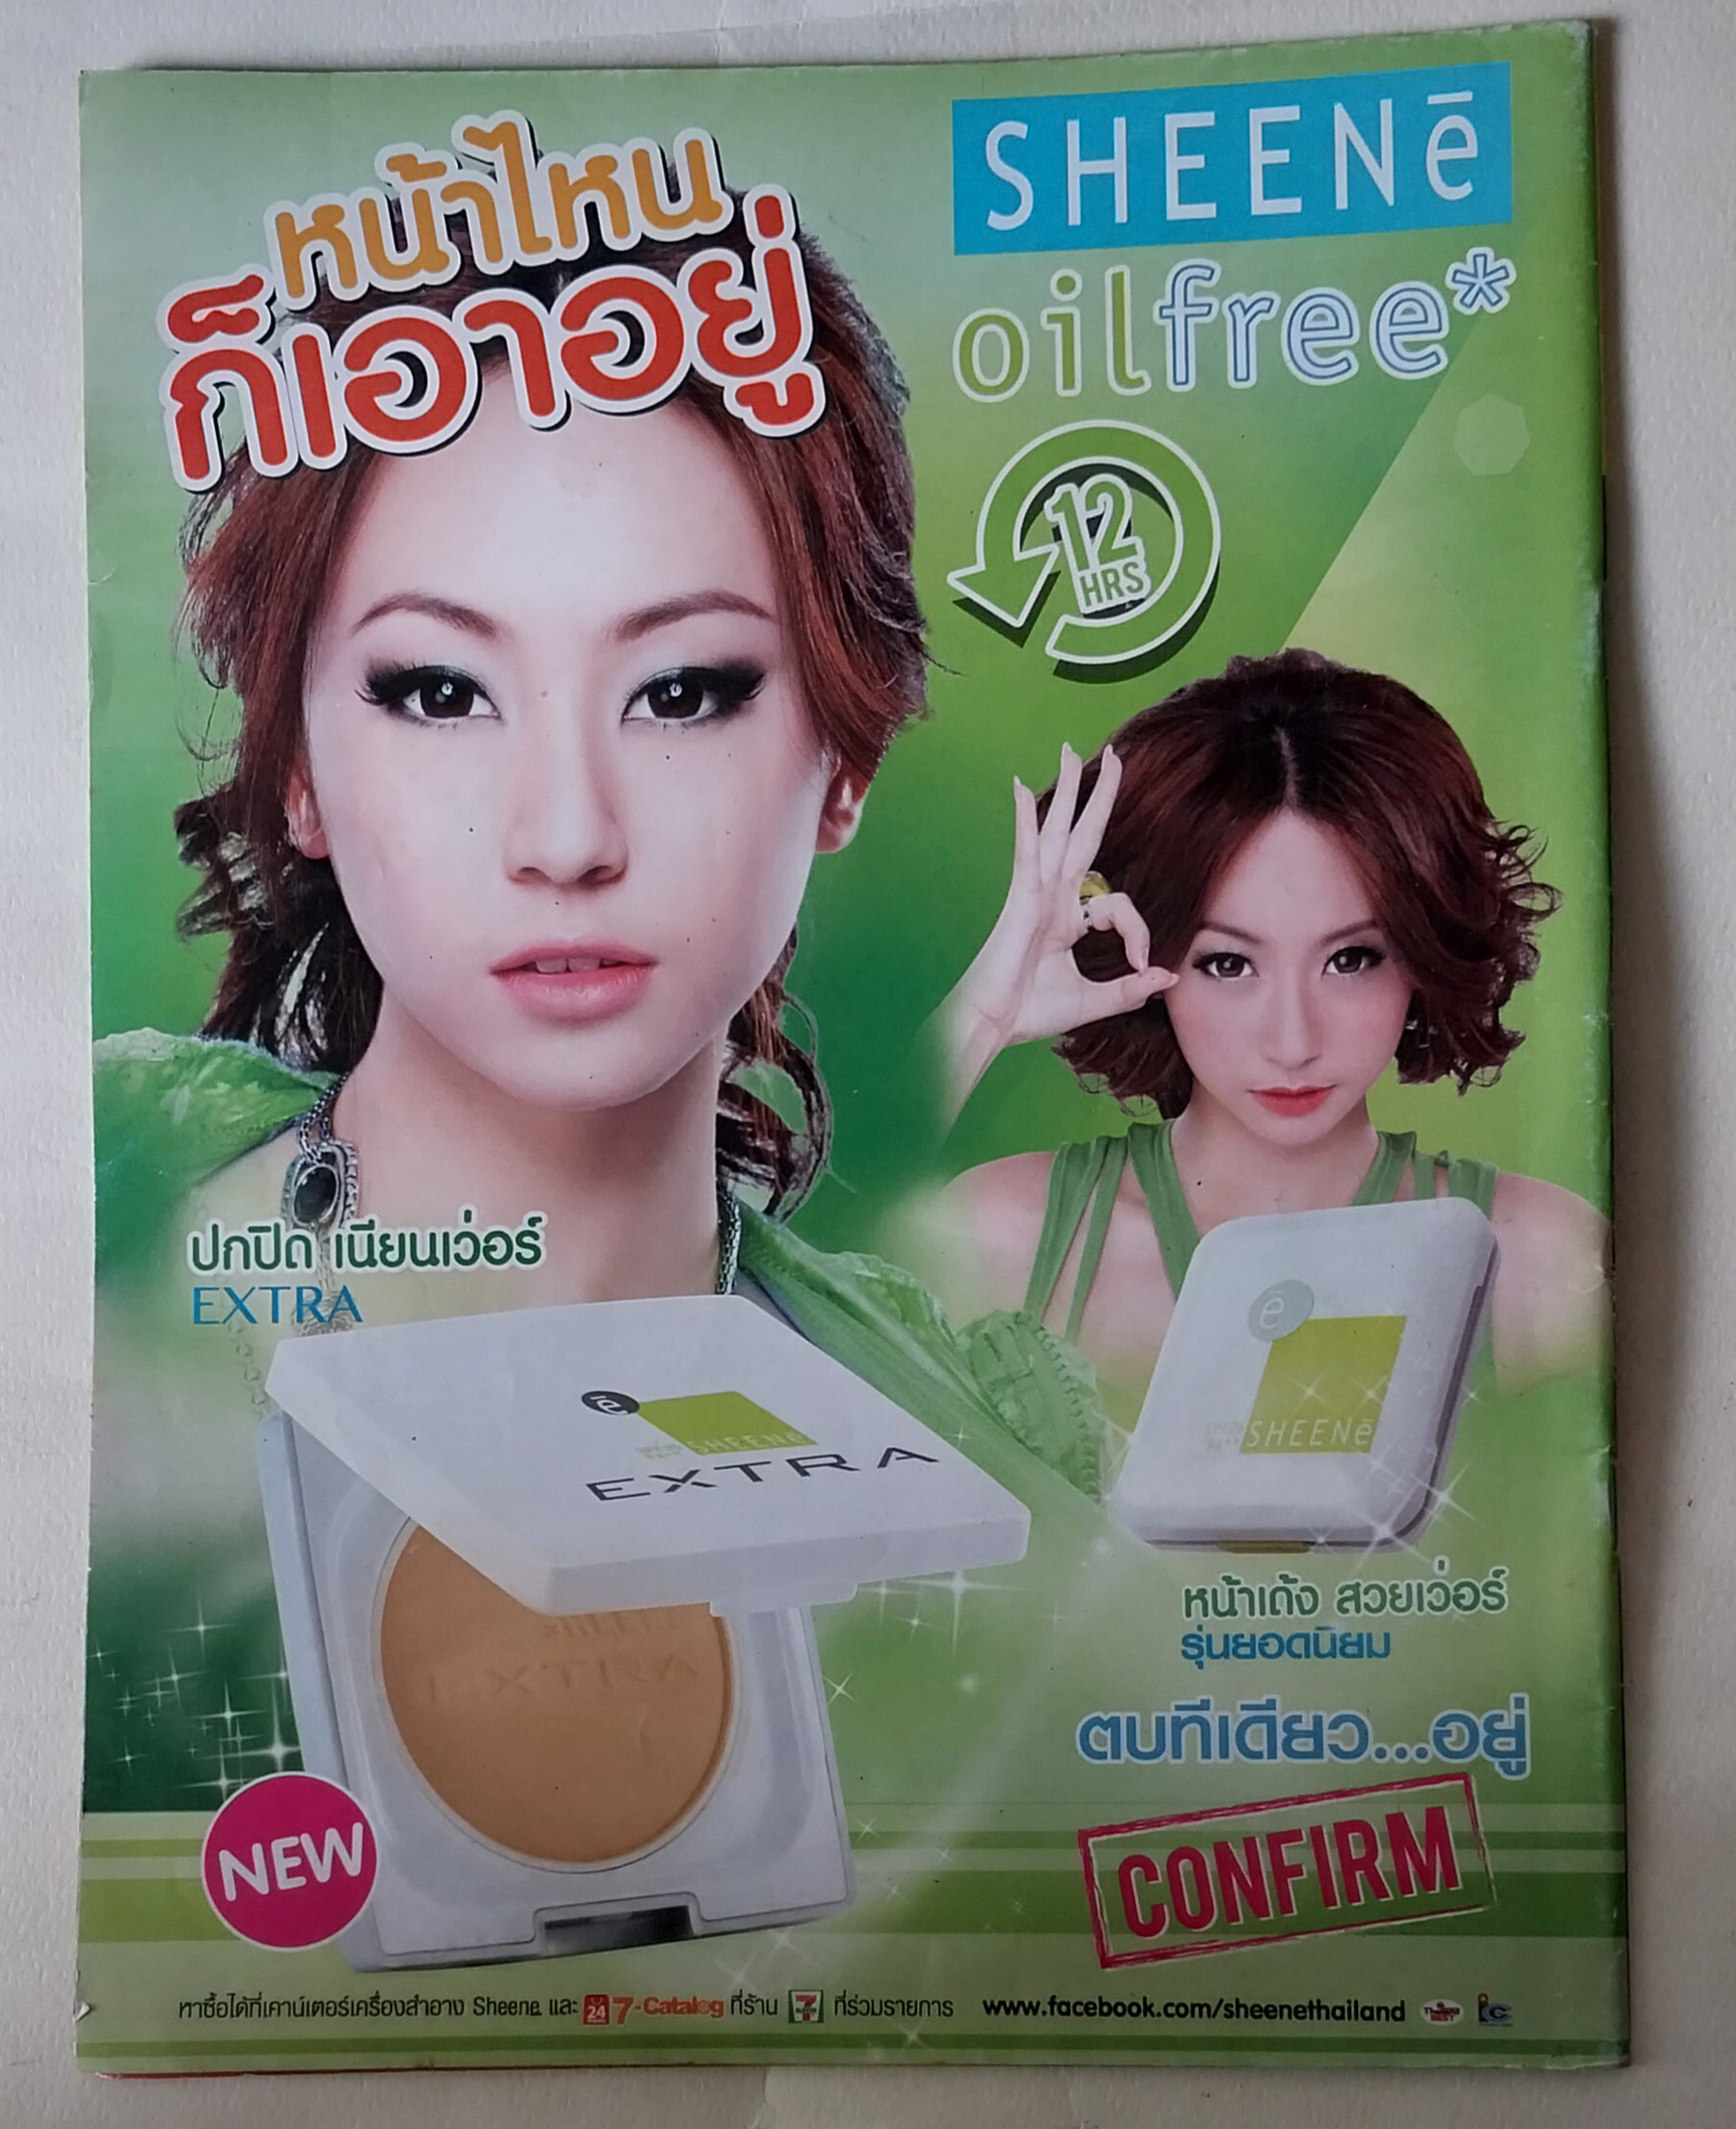 หน้าไหน
ก็เอาอยู่
SHEENē
oilfree*
12
HRS
ปกปิด เนียนเว่อร์
EXTRA
ē
SHEENē
EXTRA
EXTRA
ē
SHEENē
หน้าเด้ง สวยเว่อร์
รุ่นยอดนิยม
ตบทีเดียว...อยู่
CONFIRM
NEW
หาซื้อได้ที่เคาน์เตอร์เครื่องสำอาง Sheene และ 24 7-Catalog ที่ร้าน 7 ที่ร่วมรายการ www.facebook.com/sheenethailand